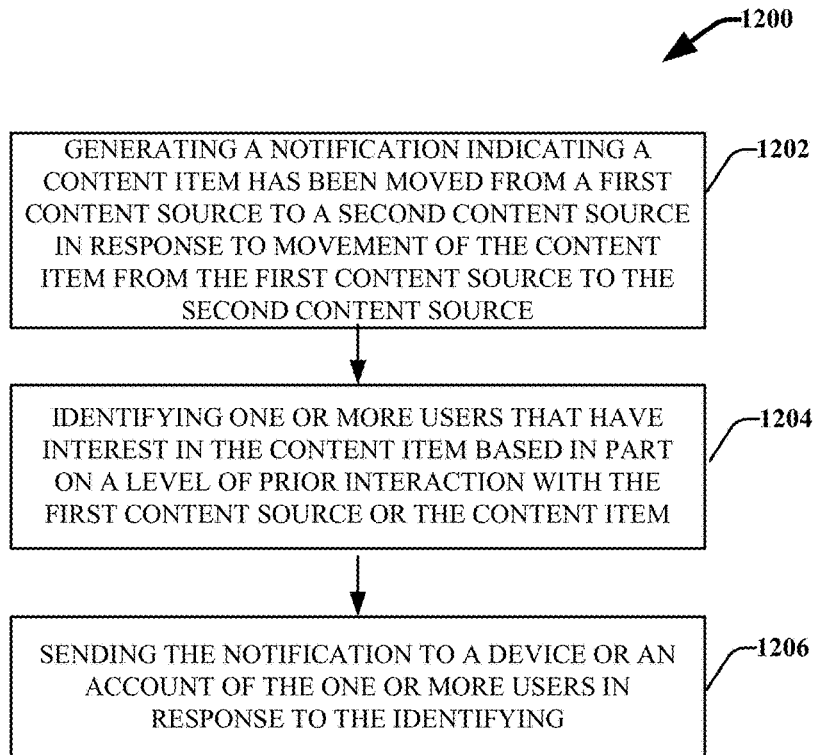 1200
GENERATING A NOTIFICATION INDICATING A
CONTENT ITEM HAS BEEN MOVED FROM A FIRST
CONTENT SOURCE TO A SECOND CONTENT SOURCE
IN RESPONSE TO MOVEMENT OF THE CONTENT
ITEM FROM THE FIRST CONTENT SOURCE TO THE
SECOND CONTENT SOURCE
1202
IDENTIFYING ONE OR MORE USERS THAT HAVE
INTEREST IN THE CONTENT ITEM BASED IN PART
ON A LEVEL OF PRIOR INTERACTION WITH THE
FIRST CONTENT SOURCE OR THE CONTENT ITEM
1204
SENDING THE NOTIFICATION TO A DEVICE OR AN
ACCOUNT OF THE ONE OR MORE USERS IN
RESPONSE TO THE IDENTIFYING
1206